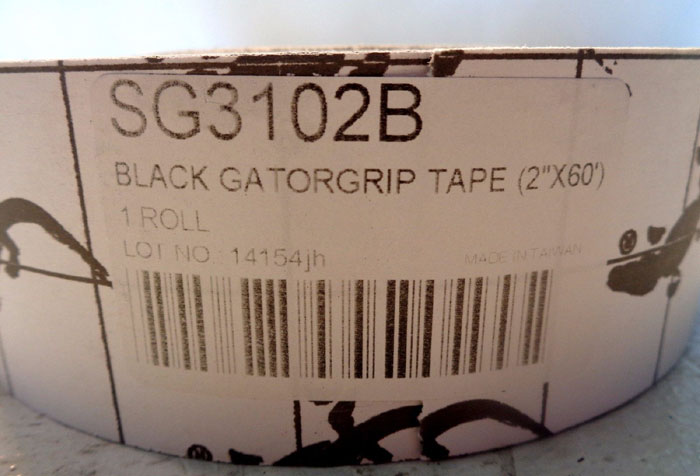 SG3102B
BLACK GATORGRIP TAPE (2"X60')
1 ROLL
LOT NO : 14154jh
MADE IN TAIWAN